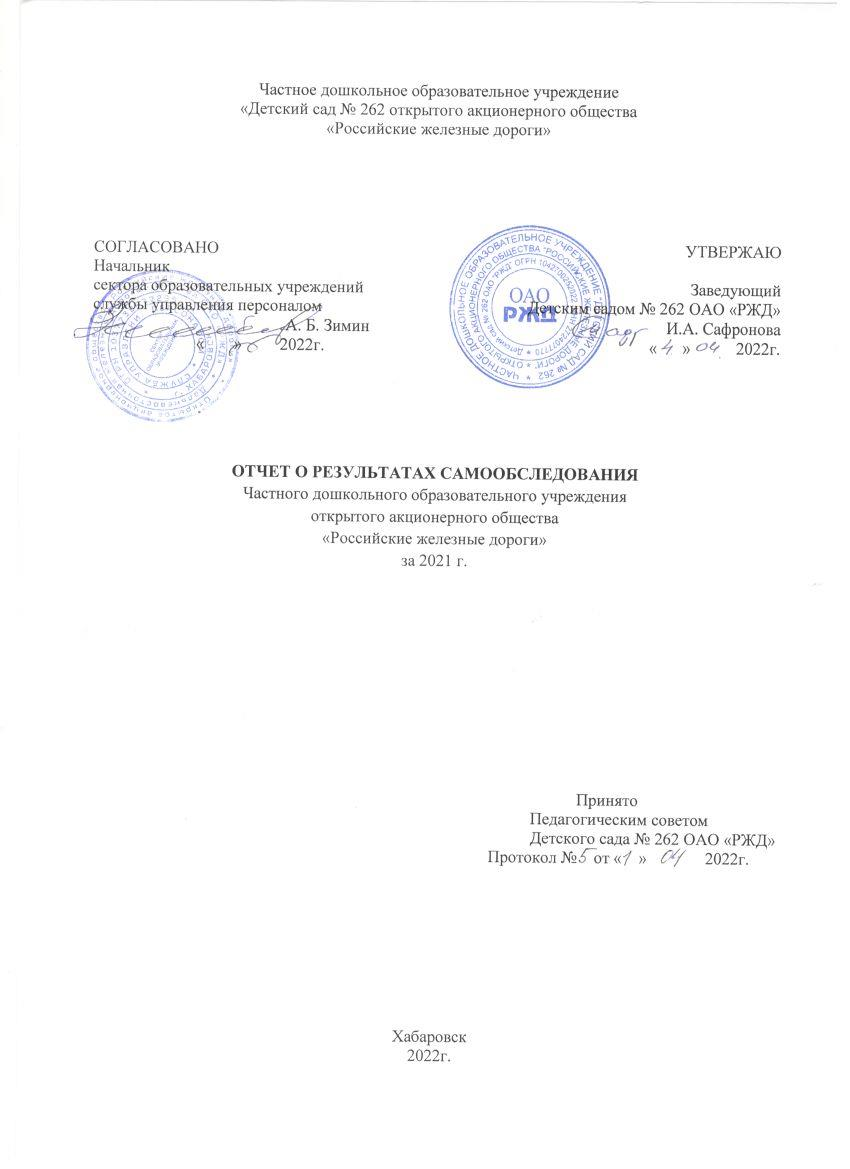 Частное дошкольное образовательное учреждение
«Детский сад № 262 открытого акционерного общества
«Российские железные дороги»
СОГЛАСОВАНО
Начальник
сектора образовательных учреждений
службы управления персоналом
А. Б. Зимин
« » 2022г.
УТВЕРЖАЮ
Заведующий
Детским садом № 262 ОАО «РЖД»
И.А. Сафронова
« 4 » 04 2022г.
ОАО
РЖД
ОТЧЕТ О РЕЗУЛЬТАТАХ САМООБСЛЕДОВАНИЯ
Частного дошкольного образовательного учреждения
открытого акционерного общества
«Российские железные дороги»
за 2021 г.
Принято
Педагогическим советом
Детского сада № 262 ОАО «РЖД»
Протокол №5 от «1 » 04 2022г.
Хабаровск
2022г.